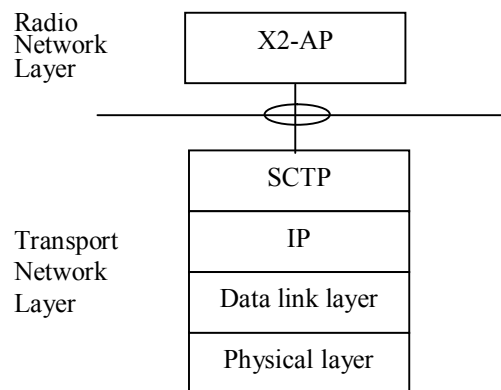 Radio
Network
Layer
X2-AP
SCTP
IP
Transport
Network
Layer
Data link layer
Physical layer